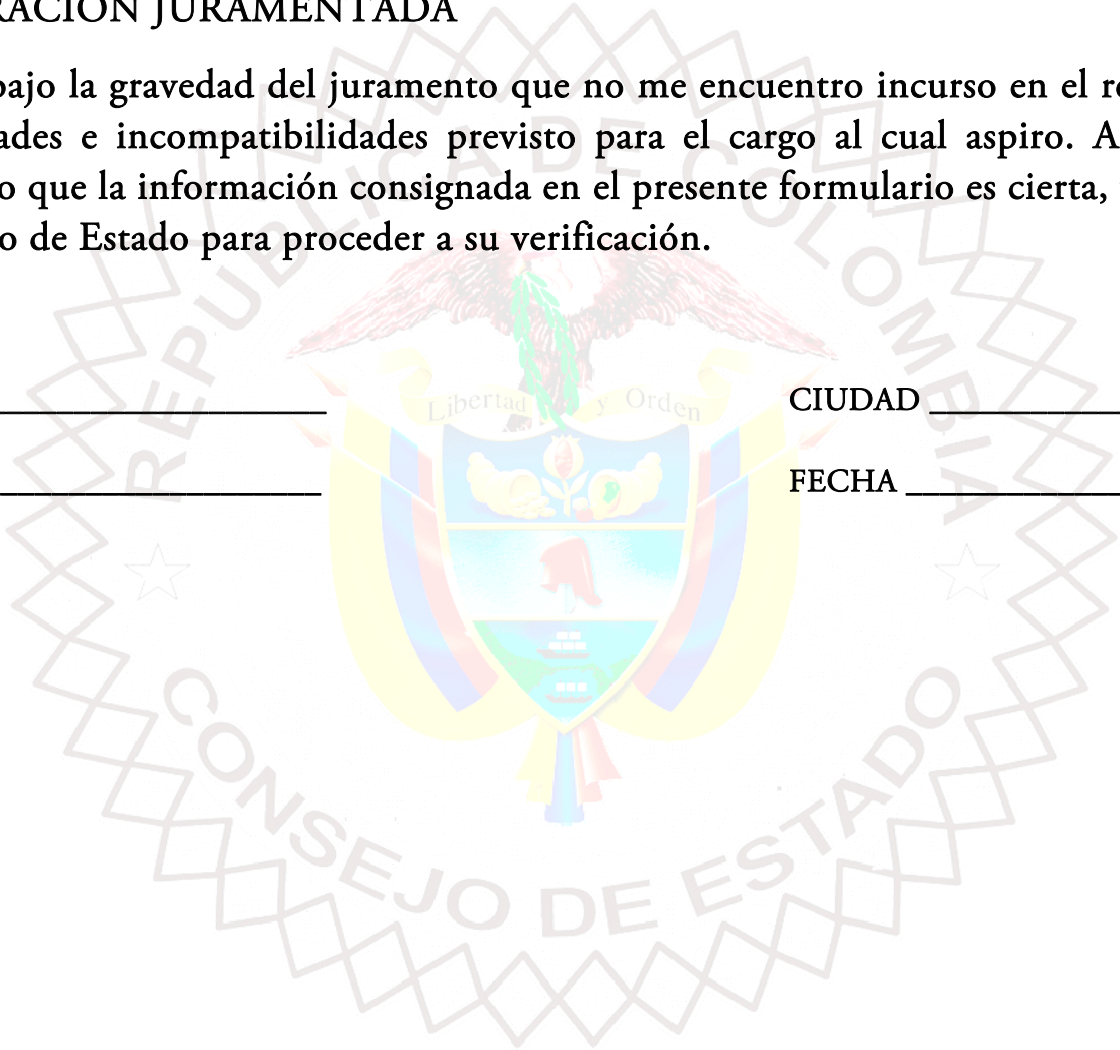 RACIÓN JURAMENTADA
bajo la gravedad del juramento que no me encuentro incurso en el
ades e incompatibilidades previsto para el cargo al cual aspiro. A
o que la información consignada en el presente formulario es cierta,
o de Estado para proceder a su verificación.
CIUDAD
FECHA
REPUBLICA DE COLOMBIA
Libertad y Orden
CONSEJO DE ESTADO